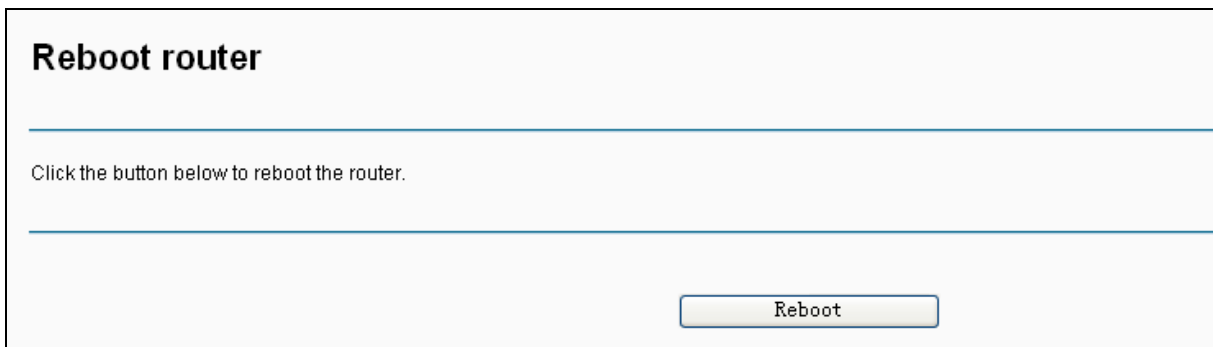 Reboot router
Click the button below to reboot the router.
Reboot